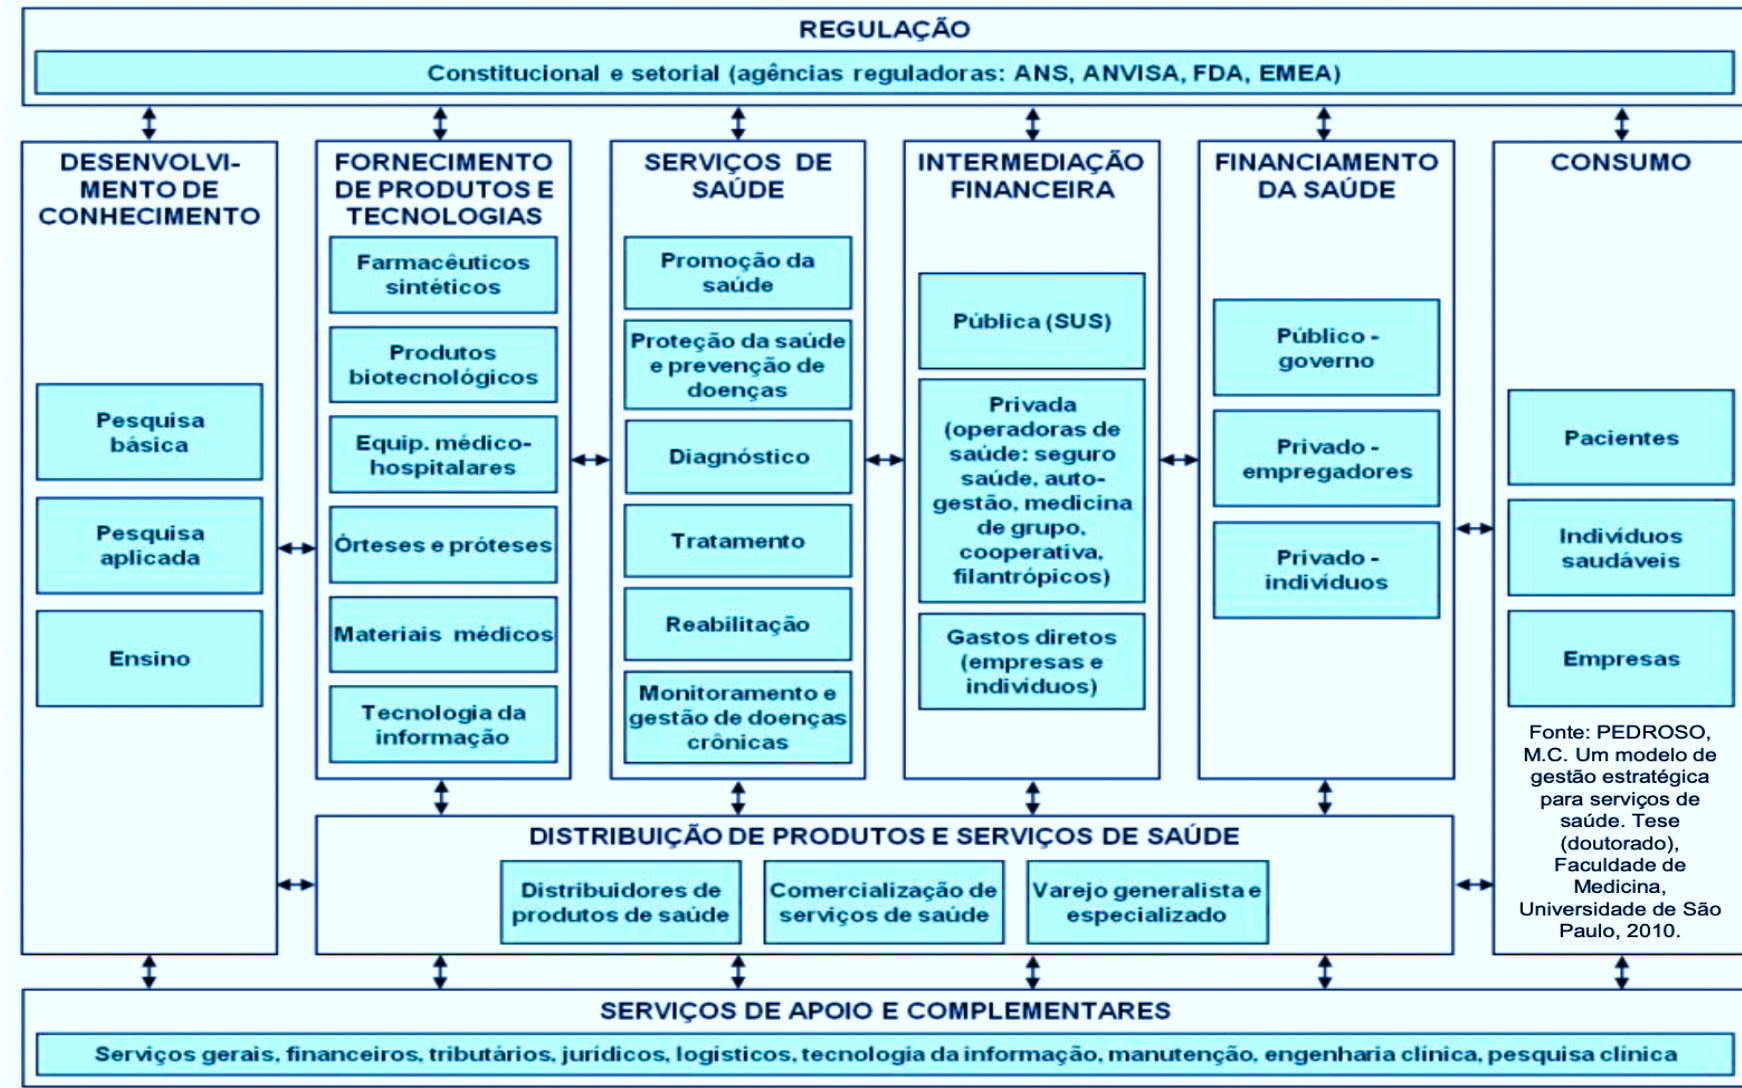 REGULAÇÃO
Constitucional e setorial (agências reguladoras: ANS, ANVISA, FDA, EMEA)
DESENVOLVI-
MENTO DE
CONHECIMENTO
Pesquisa
básica
Pesquisa
aplicada
Ensino
FORNECIMENTO
DE PRODUTOS E
TECNOLOGIAS
Farmacêuticos
sintéticos
Produtos
biotecnológicos
Equip. médico-
hospitalares
Órteses e próteses
Materiais médicos
Tecnologia da
informação
SERVIÇOS DE
SAÚDE
Promoção da
saúde
Proteção da saúde
e prevenção de
doenças
Diagnóstico
Tratamento
Reabilitação
Monitoramento e
gestão de doenças
crônicas
INTERMEDIAÇÃO
FINANCEIRA
Pública (SUS)
Privada
(operadoras de
saúde: seguro
saúde, auto-
gestão, medicina
de grupo,
cooperativa,
filantrópicos)
Gastos diretos
(empresas e
indivíduos)
FINANCIAMENTO
DA SAÚDE
Público -
governo
Privado -
empregadores
Privado -
indivíduos
CONSUMO
Pacientes
Indivíduos
saudáveis
Empresas
Fonte: PEDROSO,
M.C. Um modelo de
gestão estratégica
para serviços de
saúde. Tese
(doutorado),
Faculdade de
Medicina,
Universidade de São
Paulo, 2010.
DISTRIBUIÇÃO DE PRODUTOS E SERVIÇOS DE SAÚDE
Distribuidores de
produtos de saúde
Comercialização de
serviços de saúde
Varejo generalista e
especializado
SERVIÇOS DE APOIO E COMPLEMENTARES
Serviços gerais, financeiros, tributários, jurídicos, logísticos, tecnologia da informação, manutenção, engenharia clínica, pesquisa clínica